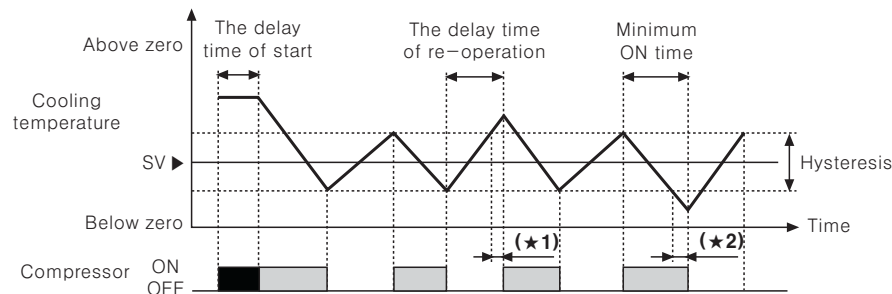 The delay
time of start
The delay time
of re-operation
Minimum
ON time
Above zero
Cooling
temperature
SV ▶
Hysteresis
Below zero
Time
(★1)
(★2)
Compressor
ON
OFF